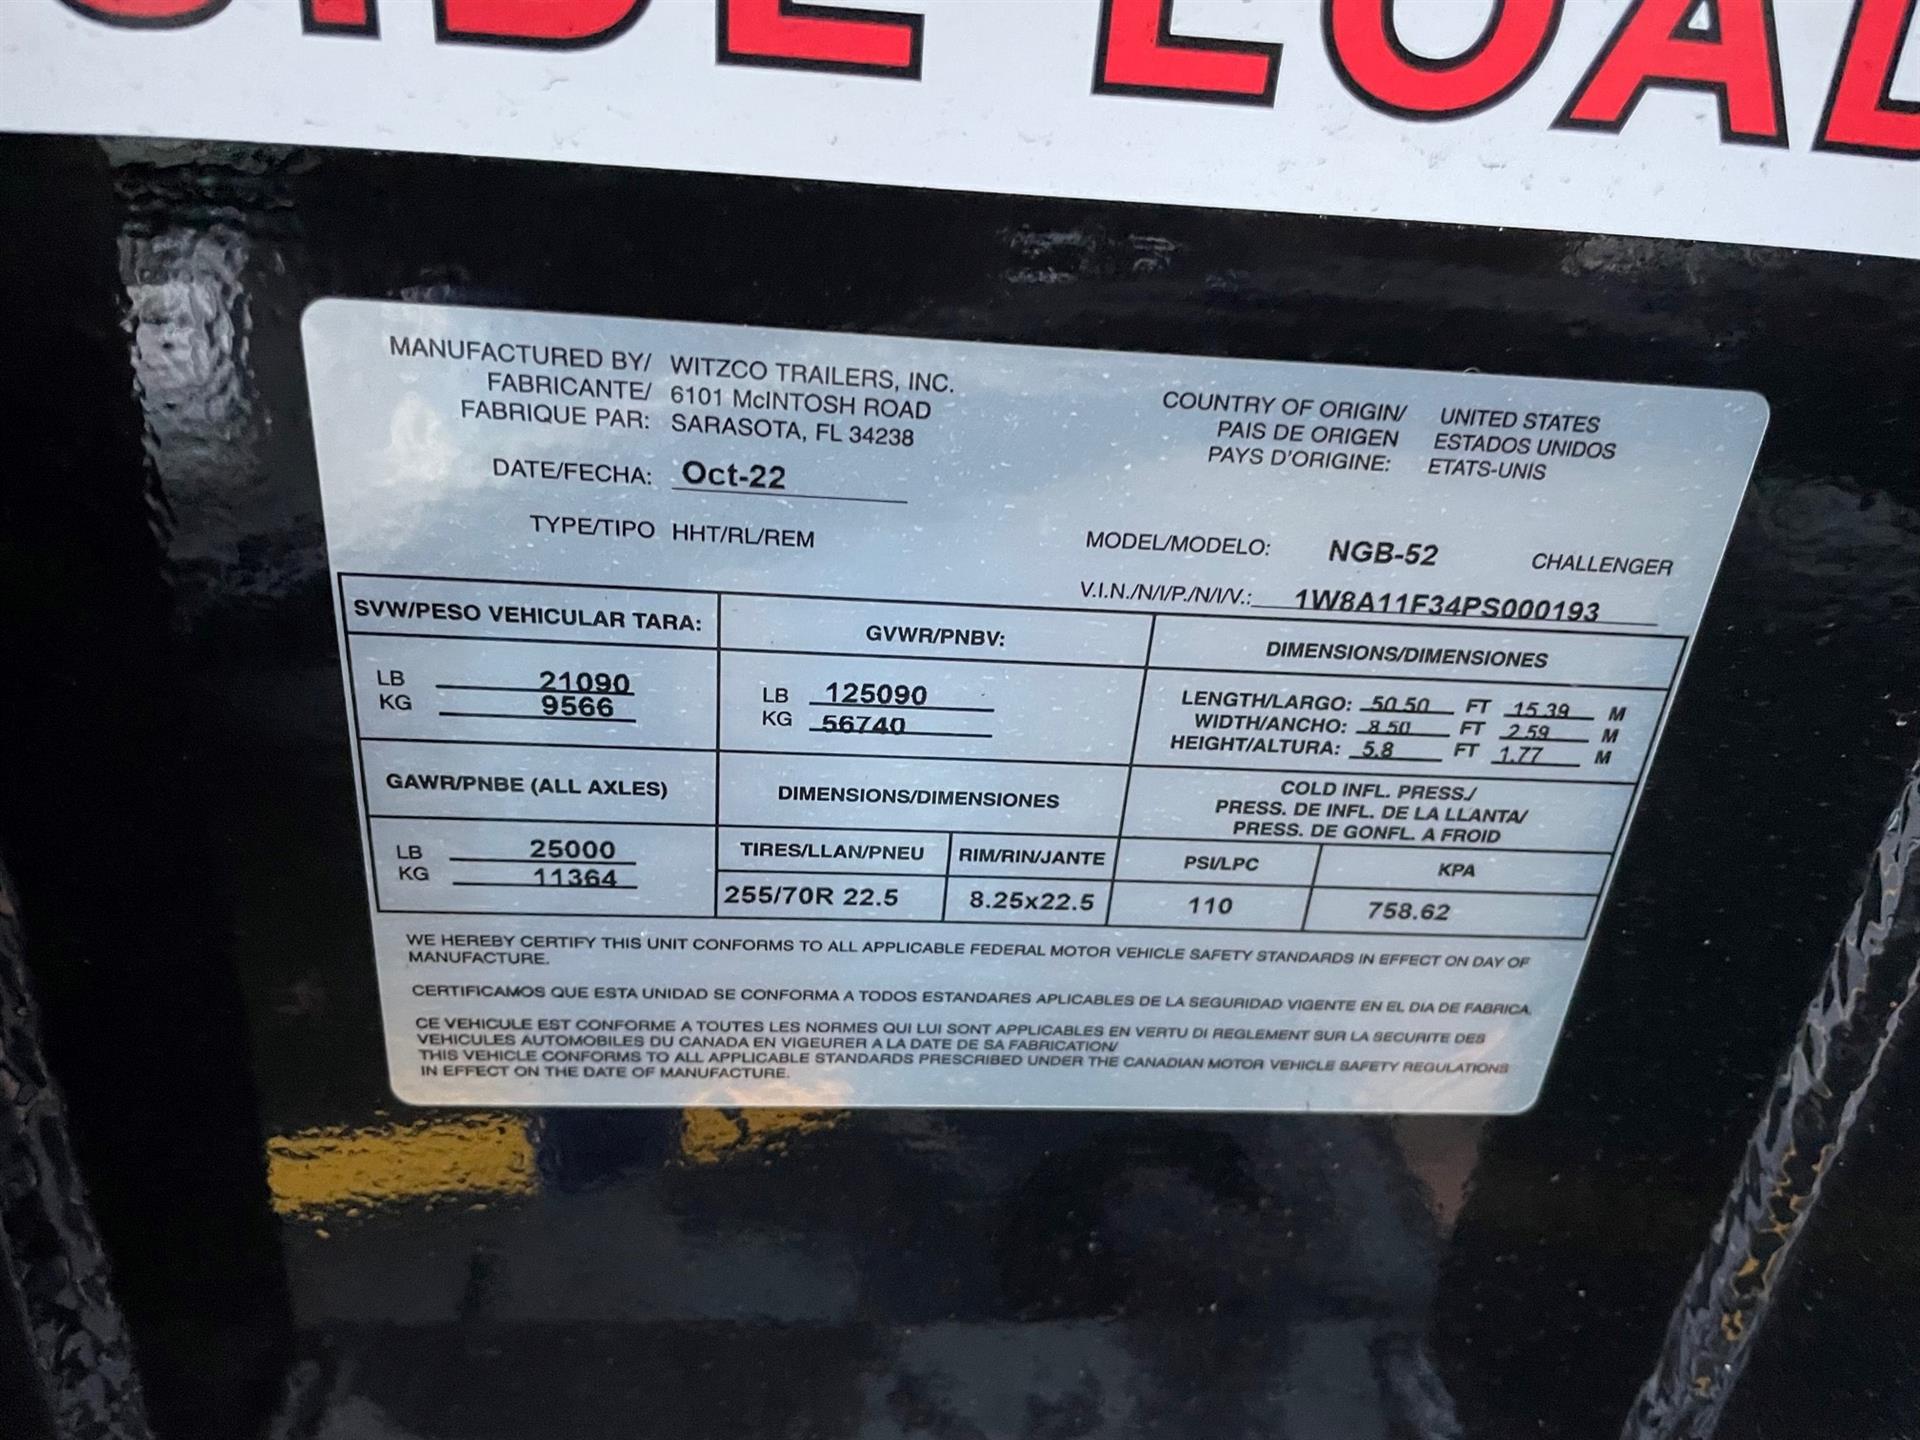 SIDE LOAD
MANUFACTURED BY/ WITZCO TRAILERS, INC.
FABRICANTE/ 6101 McINTOSH ROAD
FABRIQUE PAR: SARASOTA, FL 34238
COUNTRY OF ORIGIN/ UNITED STATES
PAIS DE ORIGEN ESTADOS UNIDOS
PAYS D'ORIGINE: ETATS-UNIS
DATE/FECHA: Oct-22
TYPE/TIPO HHT/RL/REM
MODEL/MODELO: NGB-52 CHALLENGER
V.I.N./N/I/P./N/I/V.: 1W8A11F34PS000193
SVW/PESO VEHICULAR TARA:
LB 21090
KG 9566
GVWR/PNBV:
LB 125090
KG 56740
DIMENSIONS/DIMENSIONES
LENGTH/LARGO: 50.50 FT 15.39 M
WIDTH/ANCHO: 8.50 FT 2.59 M
HEIGHT/ALTURA: 5.8 FT 1.77 M
GAWR/PNBE (ALL AXLES)
LB 25000
KG 11364
DIMENSIONS/DIMENSIONES
TIRES/LLAN/PNEU RIM/RIN/JANTE
255/70R 22.5 8.25x22.5
COLD INFL. PRESS./
PRESS. DE INFL. DE LA LLANTA/
PRESS. DE GONFL. A FROID
PSI/LPC KPA
110 758.62
WE HEREBY CERTIFY THIS UNIT CONFORMS TO ALL APPLICABLE FEDERAL MOTOR VEHICLE SAFETY STANDARDS IN EFFECT ON DAY OF
MANUFACTURE.
CERTIFICAMOS QUE ESTA UNIDAD SE CONFORMA A TODOS ESTANDARES APLICABLES DE LA SEGURIDAD VIGENTE EN EL DIA DE FABRICA.
CE VEHICULE EST CONFORME A TOUTES LES NORMES QUI LUI SONT APPLICABLES EN VERTU DI REGLEMENT SUR LA SECURITE DES
VEHICULES AUTOMOBILES DU CANADA EN VIGEURER A LA DATE DE SA FABRICATION/
THIS VEHICLE CONFORMS TO ALL APPLICABLE STANDARDS PRESCRIBED UNDER THE CANADIAN MOTOR VEHICLE SAFETY REGULATIONS
IN EFFECT ON THE DATE OF MANUFACTURE.